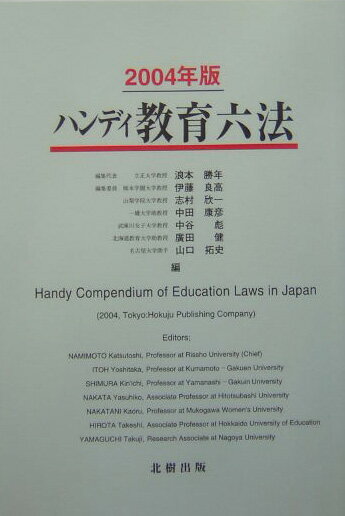 2004年版
ハンディ教育六法
編集代表 立正大学教授 浪本 勝年
編集委員 熊本学園大学教授 伊藤 良高
山梨学院大学教授 志村 欣一
一橋大学助教授 中田 康彦
武庫川女子大学教授 中谷 彪
北海道教育大学助教授 廣田 健
名古屋大学助手 山口 拓史
編
Handy Compendium of Education Laws in Japan
(2004, Tokyo:Hokuju Publishing Company)
Editors:
NAMIMOTO Katsutoshi, Professor at Rissho University (Chief)
ITOH Yoshitaka, Professor at Kumamoto－Gakuen University
SHIMURA Kin'ichi, Professor at Yamanashi－Gakuin University
NAKATA Yasuhiko, Associate Professor at Hitotsubashi University
NAKATANI Kaoru, Professor at Mukogawa Women's University
HIROTA Takeshi, Associate Professor at Hokkaido University of Education
YAMAGUCHI Takuji, Research Associate at Nagoya University
北樹出版